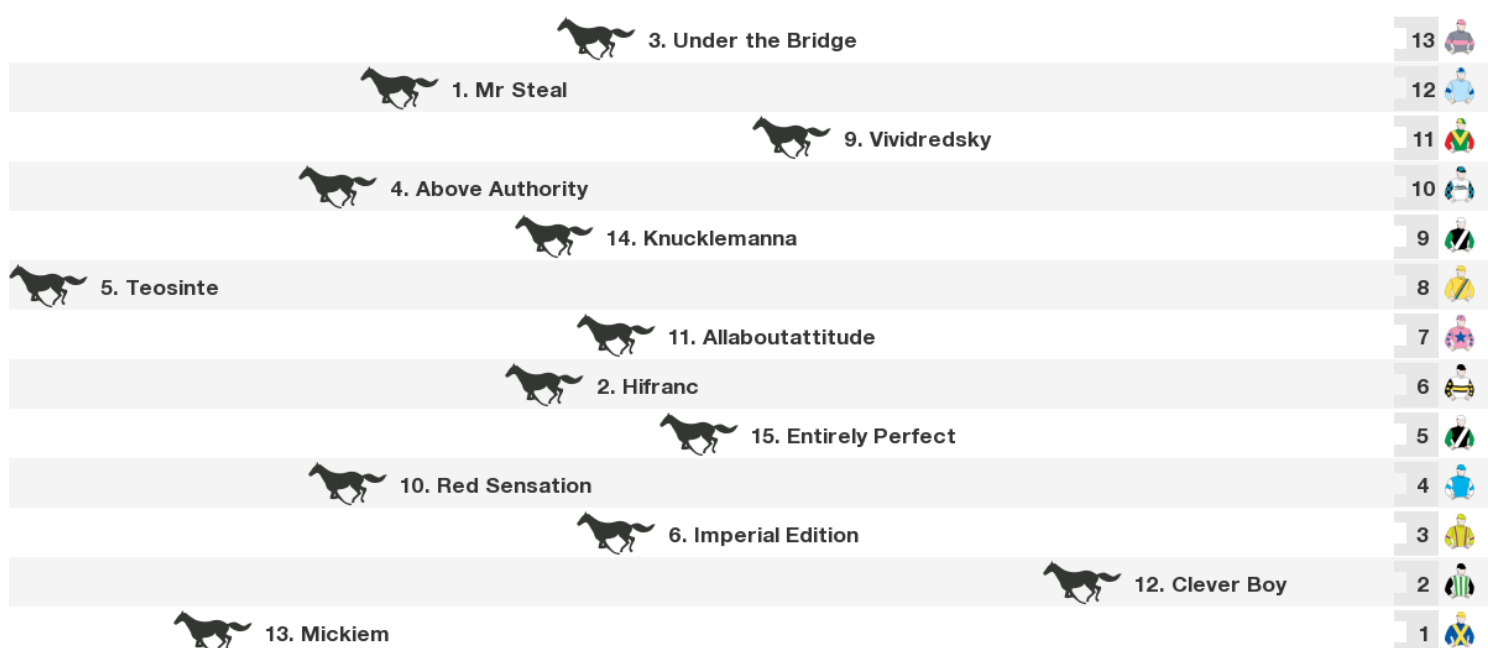 3. Under the Bridge 13
1. Mr Steal 12
9. Vividredsky 11
4. Above Authority 10
14. Knucklemanna 9
5. Teosinte 8
11. Allaboutattitude 7
2. Hifranc 6
15. Entirely Perfect 5
10. Red Sensation 4
6. Imperial Edition 3
12. Clever Boy 2
13. Mickiem 1